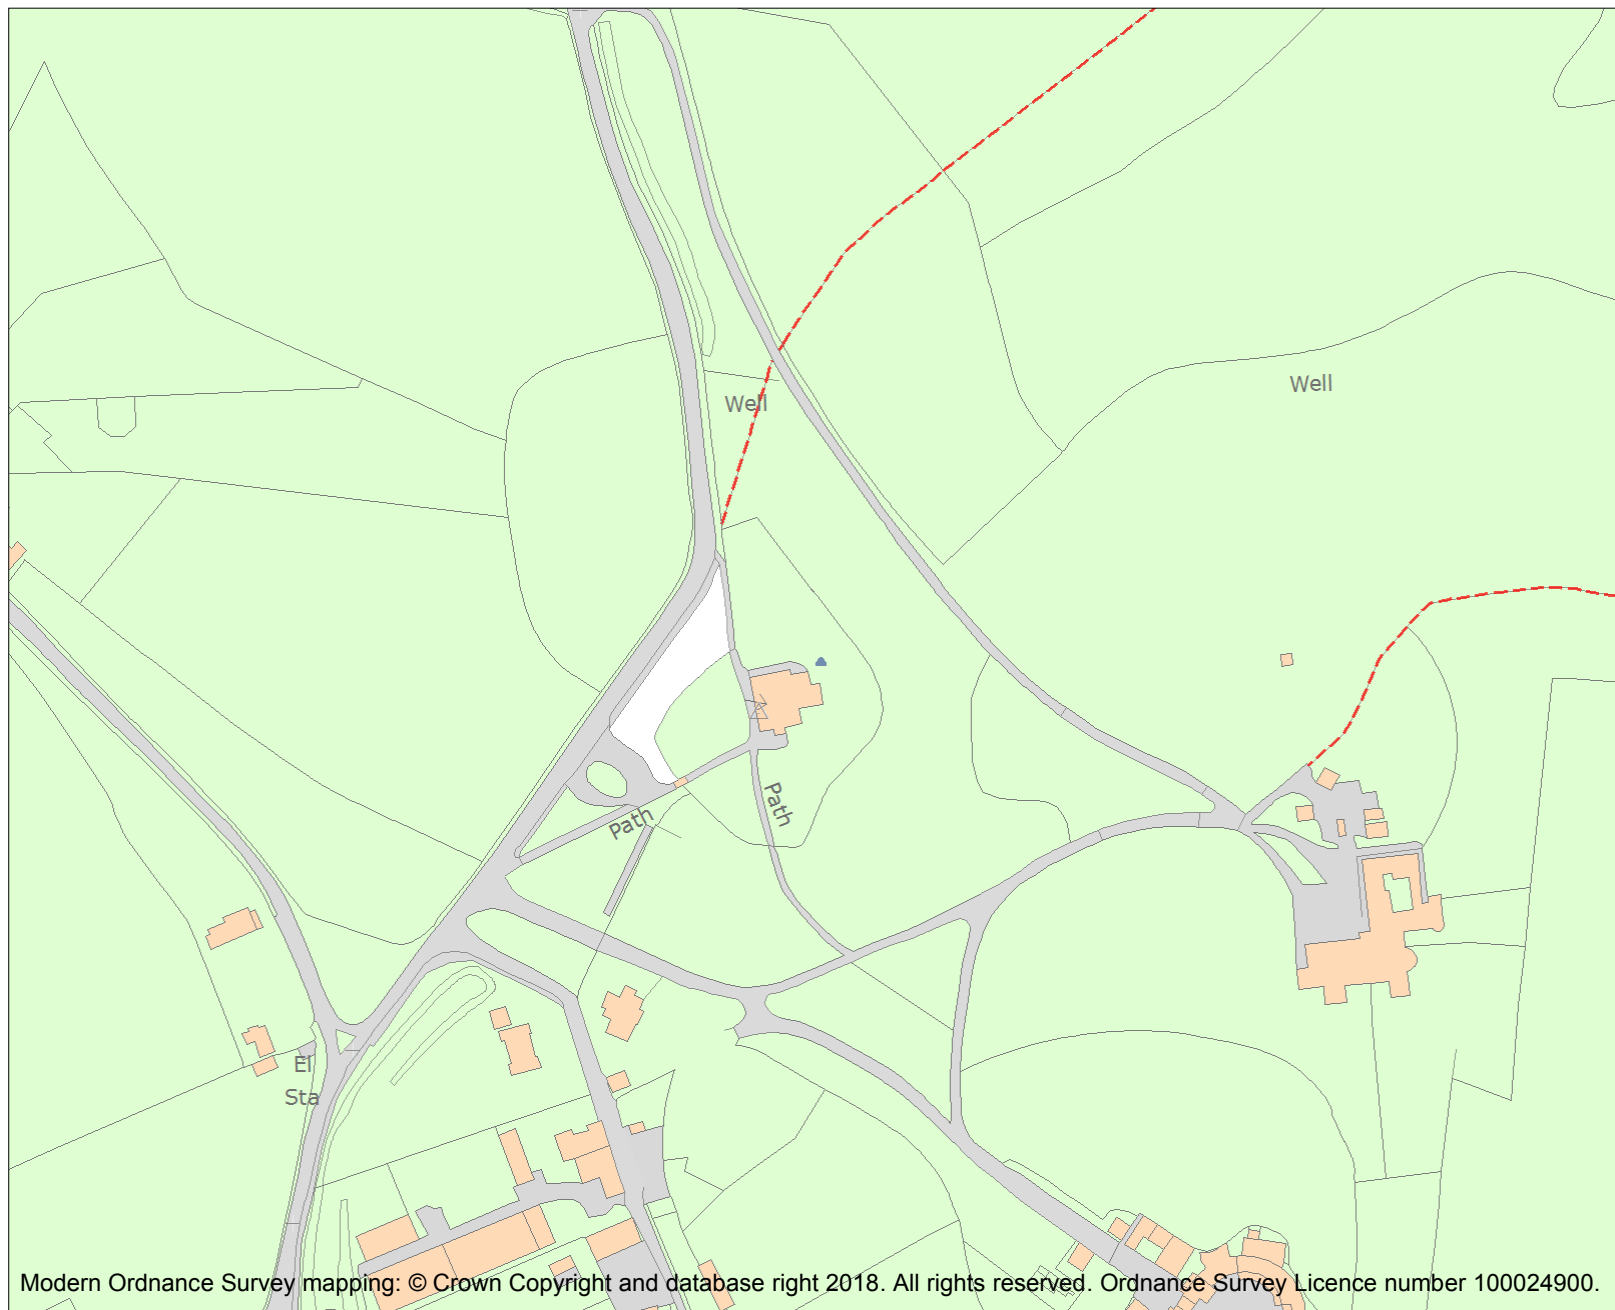 Well
Well
Path
Path
El
Sta
Modern Ordnance Survey mapping: © Crown Copyright and database right 2018. All rights reserved. Ordnance Survey Licence number 100024900.